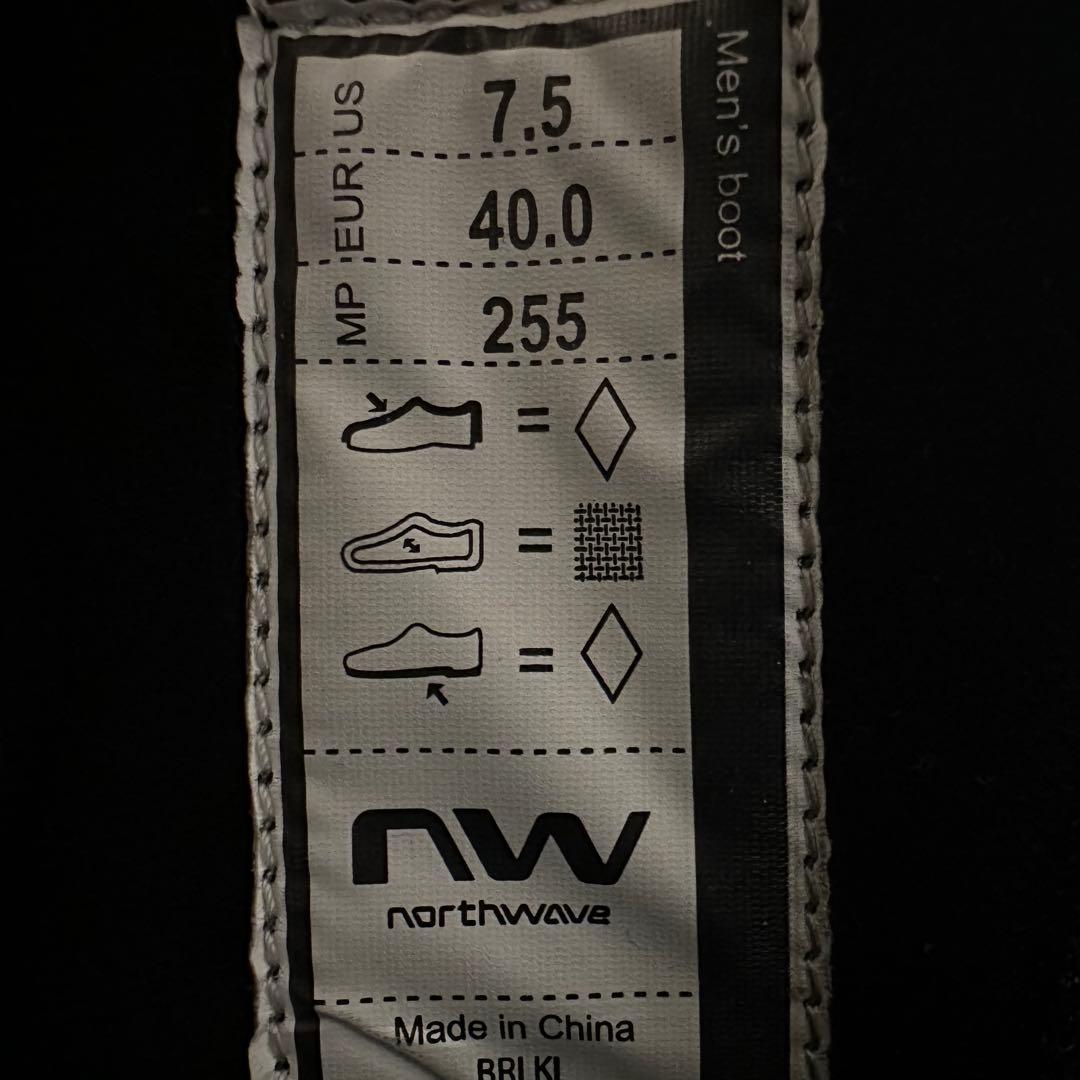 US 7.5
EUR 40.0
MP 255
Men's boot
=
=
=
nw
northwave
Made in China